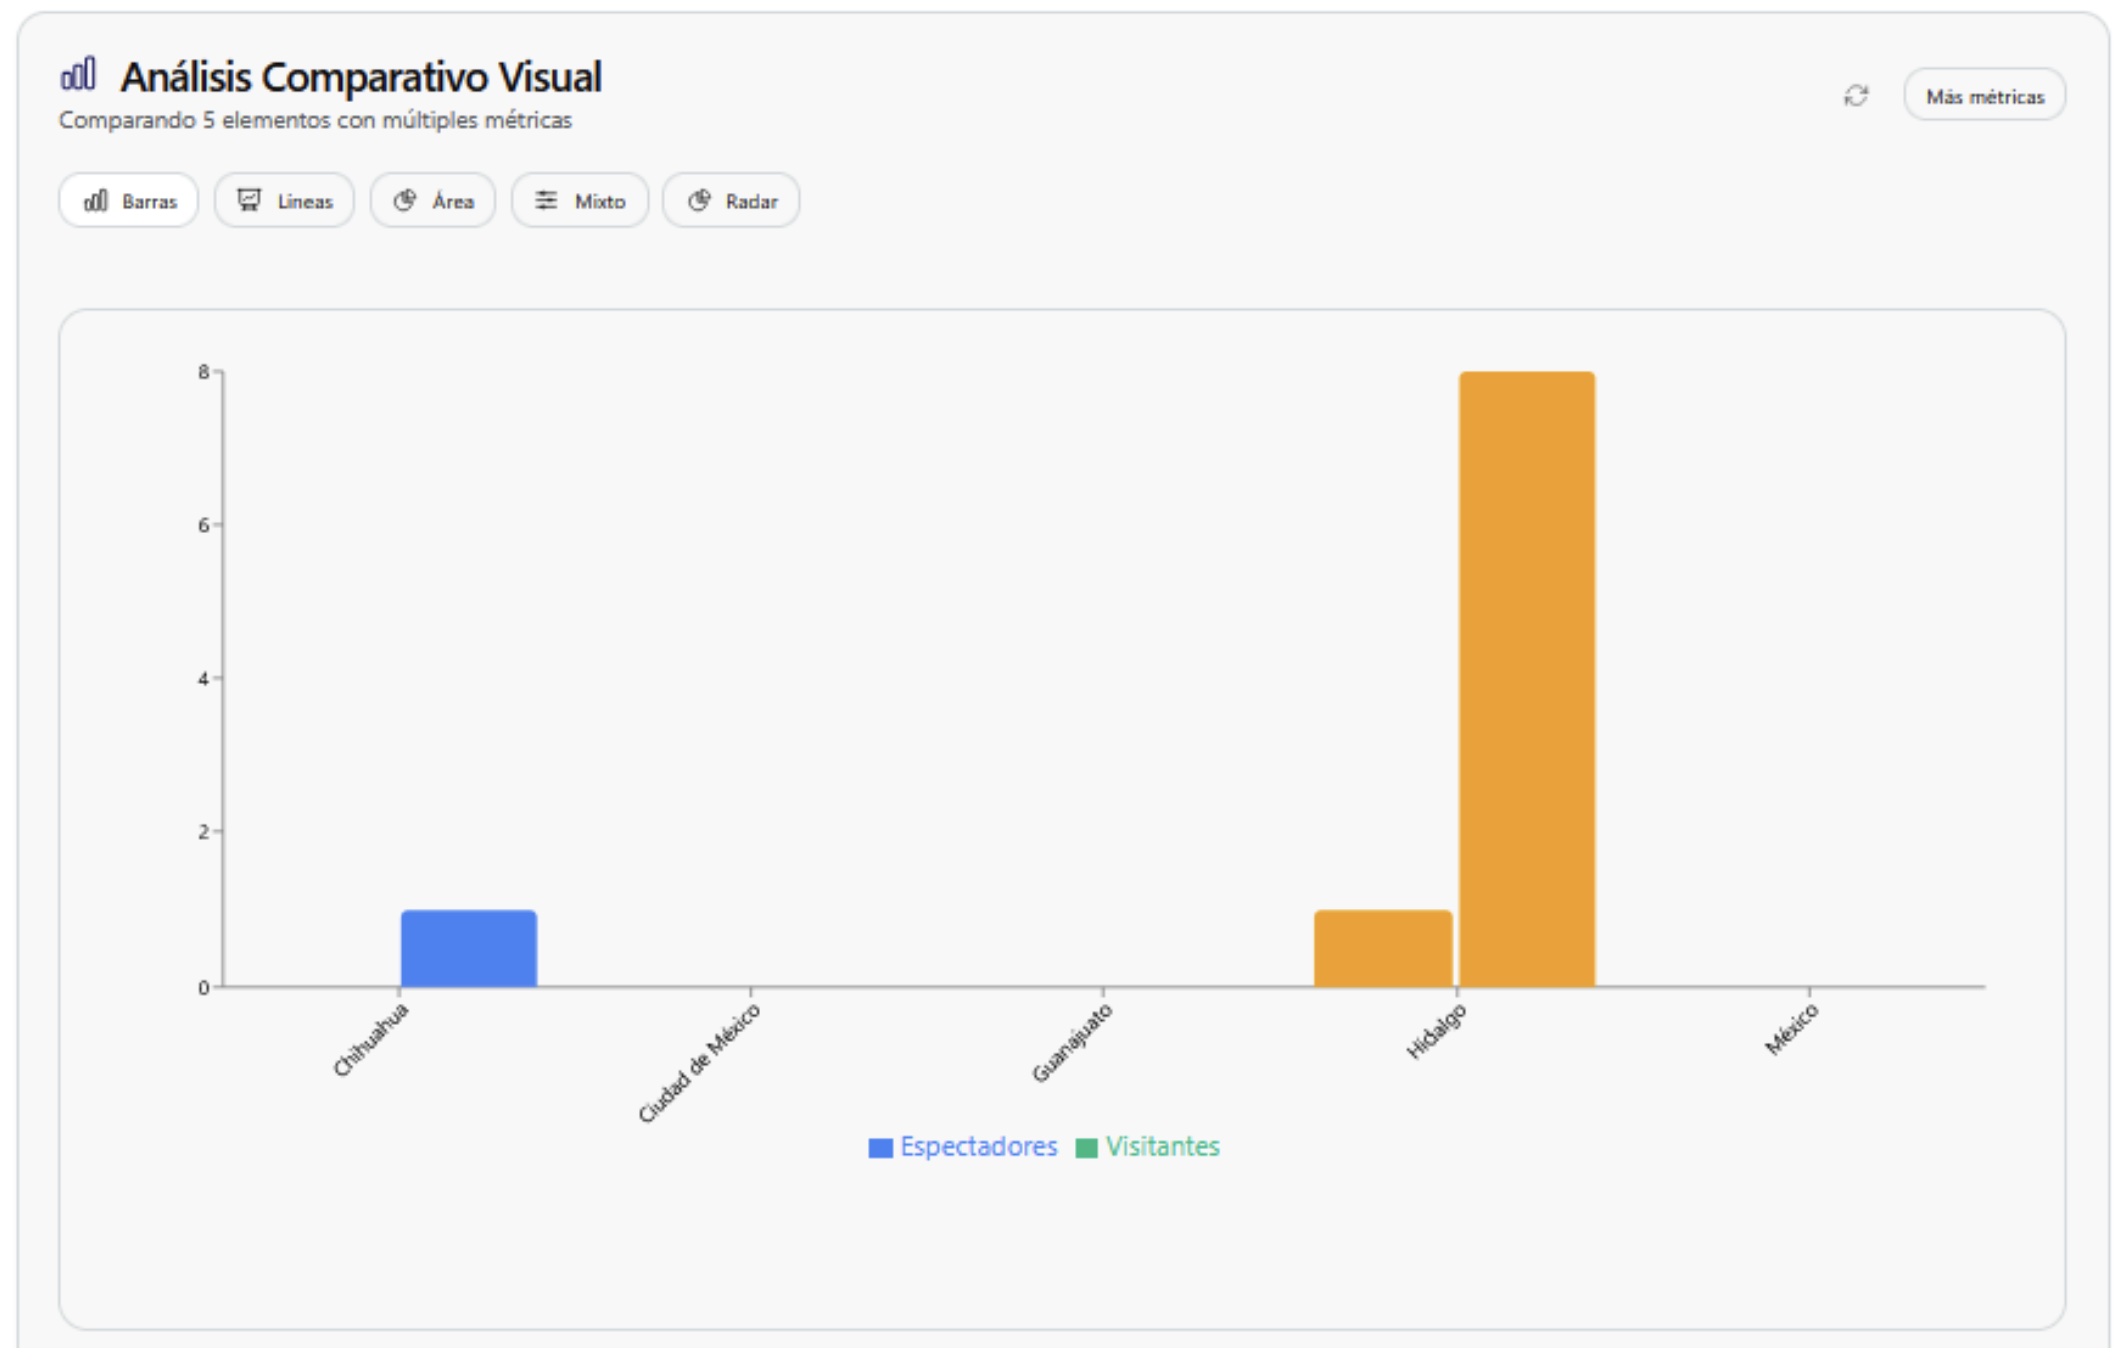 Análisis Comparativo Visual
Comparando 5 elementos con múltiples métricas
Más métricas
Barras
Lineas
Área
Mixto
Radar
8
6
4
2
0
Chihuahua
Ciudad de México
Guanajuato
Hidalgo
México
Espectadores
Visitantes